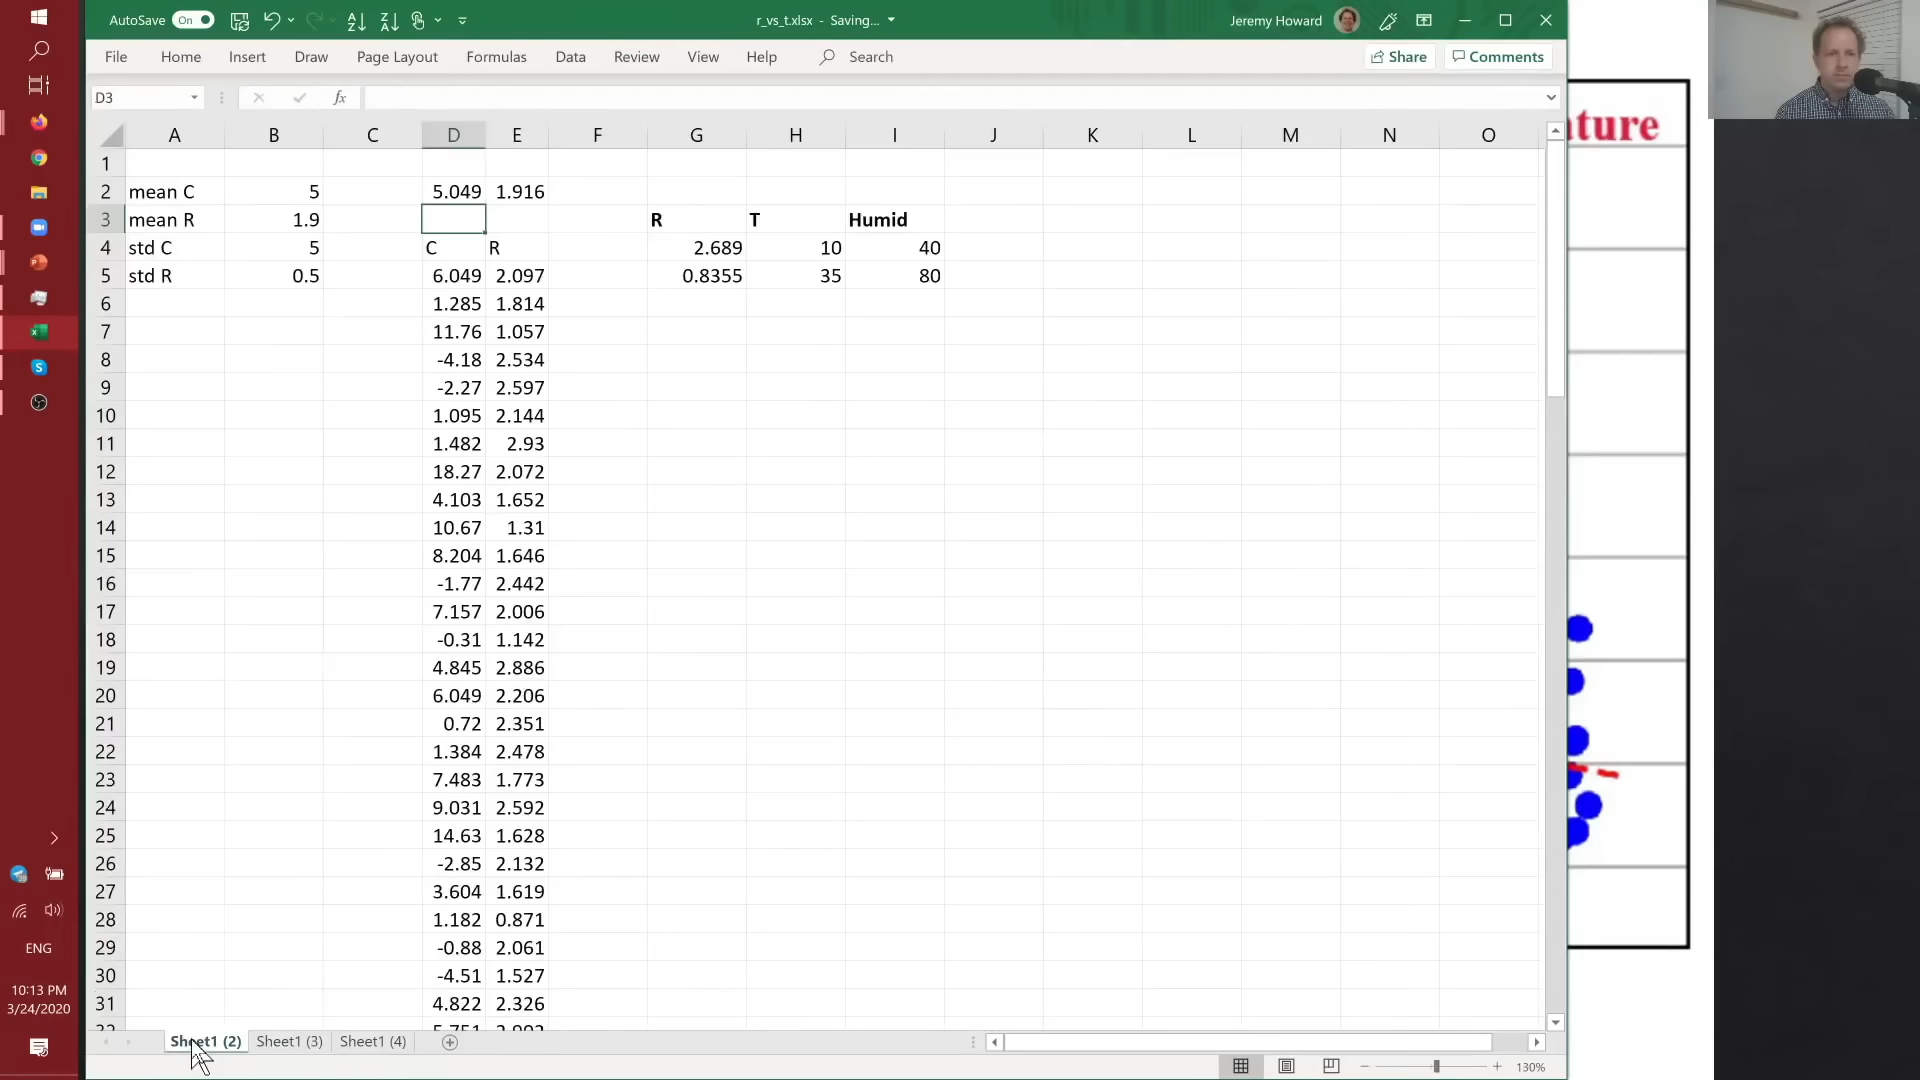 AutoSave On r_vs_t.xlsx - Saving... Jeremy Howard
File Home Insert Draw Page Layout Formulas Data Review View Help Search Share Comments
D3 fx
A B C D E F G H I J K L M N O
1
2 mean C 5 5.049 1.916
3 mean R 1.9 R T Humid
4 std C 5 C R 2.689 10 40
5 std R 0.5 6.049 2.097 0.8355 35 80
6 1.285 1.814
7 11.76 1.057
8 -4.18 2.534
9 -2.27 2.597
10 1.095 2.144
11 1.482 2.93
12 18.27 2.072
13 4.103 1.652
14 10.67 1.31
15 8.204 1.646
16 -1.77 2.442
17 7.157 2.006
18 -0.31 1.142
19 4.845 2.886
20 6.049 2.206
21 0.72 2.351
22 1.384 2.478
23 7.483 1.773
24 9.031 2.592
25 14.63 1.628
26 -2.85 2.132
27 3.604 1.619
28 1.182 0.871
29 -0.88 2.061
30 -4.51 1.527
31 4.822 2.326
Sheet1 (2) Sheet1 (3) Sheet1 (4)
130%
ature
ENG
10:13 PM
3/24/2020